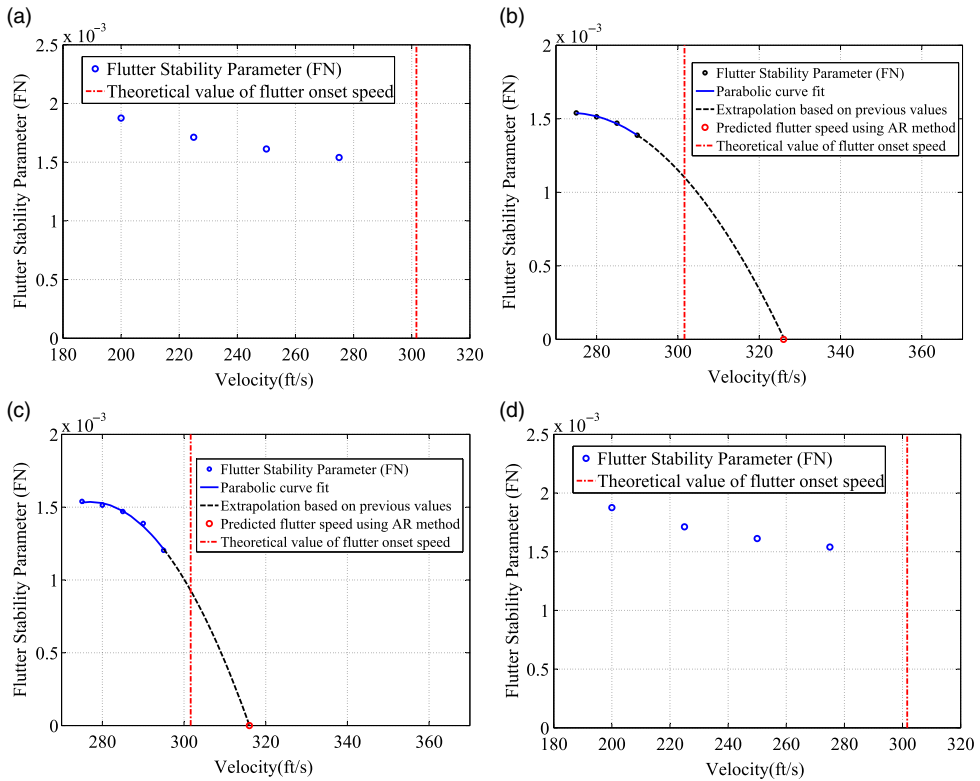 (a)
x 10⁻³
2.5
2
1.5
1
0.5
0
180
200
220
240
260
280
300
320
Velocity(ft/s)
Flutter Stability Parameter (FN)
Flutter Stability Parameter (FN)
Theoretical value of flutter onset speed
(b)
x 10⁻³
2
1.5
1
0.5
0
280
300
320
340
360
Velocity(ft/s)
Flutter Stability Parameter (FN)
Flutter Stability Parameter (FN)
Parabolic curve fit
Extrapolation based on previous values
Predicted flutter speed using AR method
Theoretical value of flutter onset speed
(c)
x 10⁻³
2
1.5
1
0.5
0
280
300
320
340
360
Velocity(ft/s)
Flutter Stability Parameter (FN)
Flutter Stability Parameter (FN)
Parabolic curve fit
Extrapolation based on previous values
Predicted flutter speed using AR method
Theoretical value of flutter onset speed
(d)
x 10⁻³
2.5
2
1.5
1
0.5
0
180
200
220
240
260
280
300
320
Velocity(ft/s)
Flutter Stability Parameter (FN)
Flutter Stability Parameter (FN)
Theoretical value of flutter onset speed